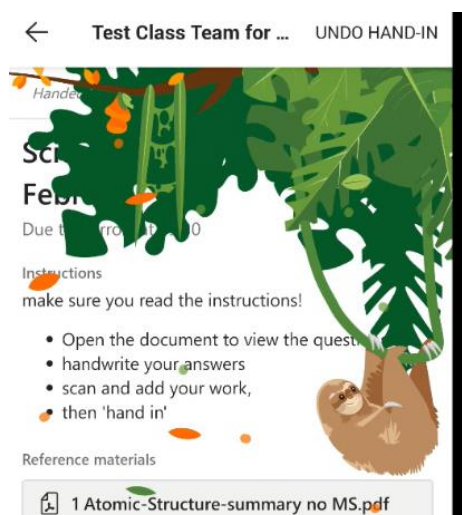 Test Class Team for ...
UNDO HAND-IN
Due
Instructions
make sure you read the instructions!
• Open the document to view the
• handwrite your answers
• scan and add your work,
• then 'hand in'
Reference materials
1 Atomic-Structure-summary no MS.pdf